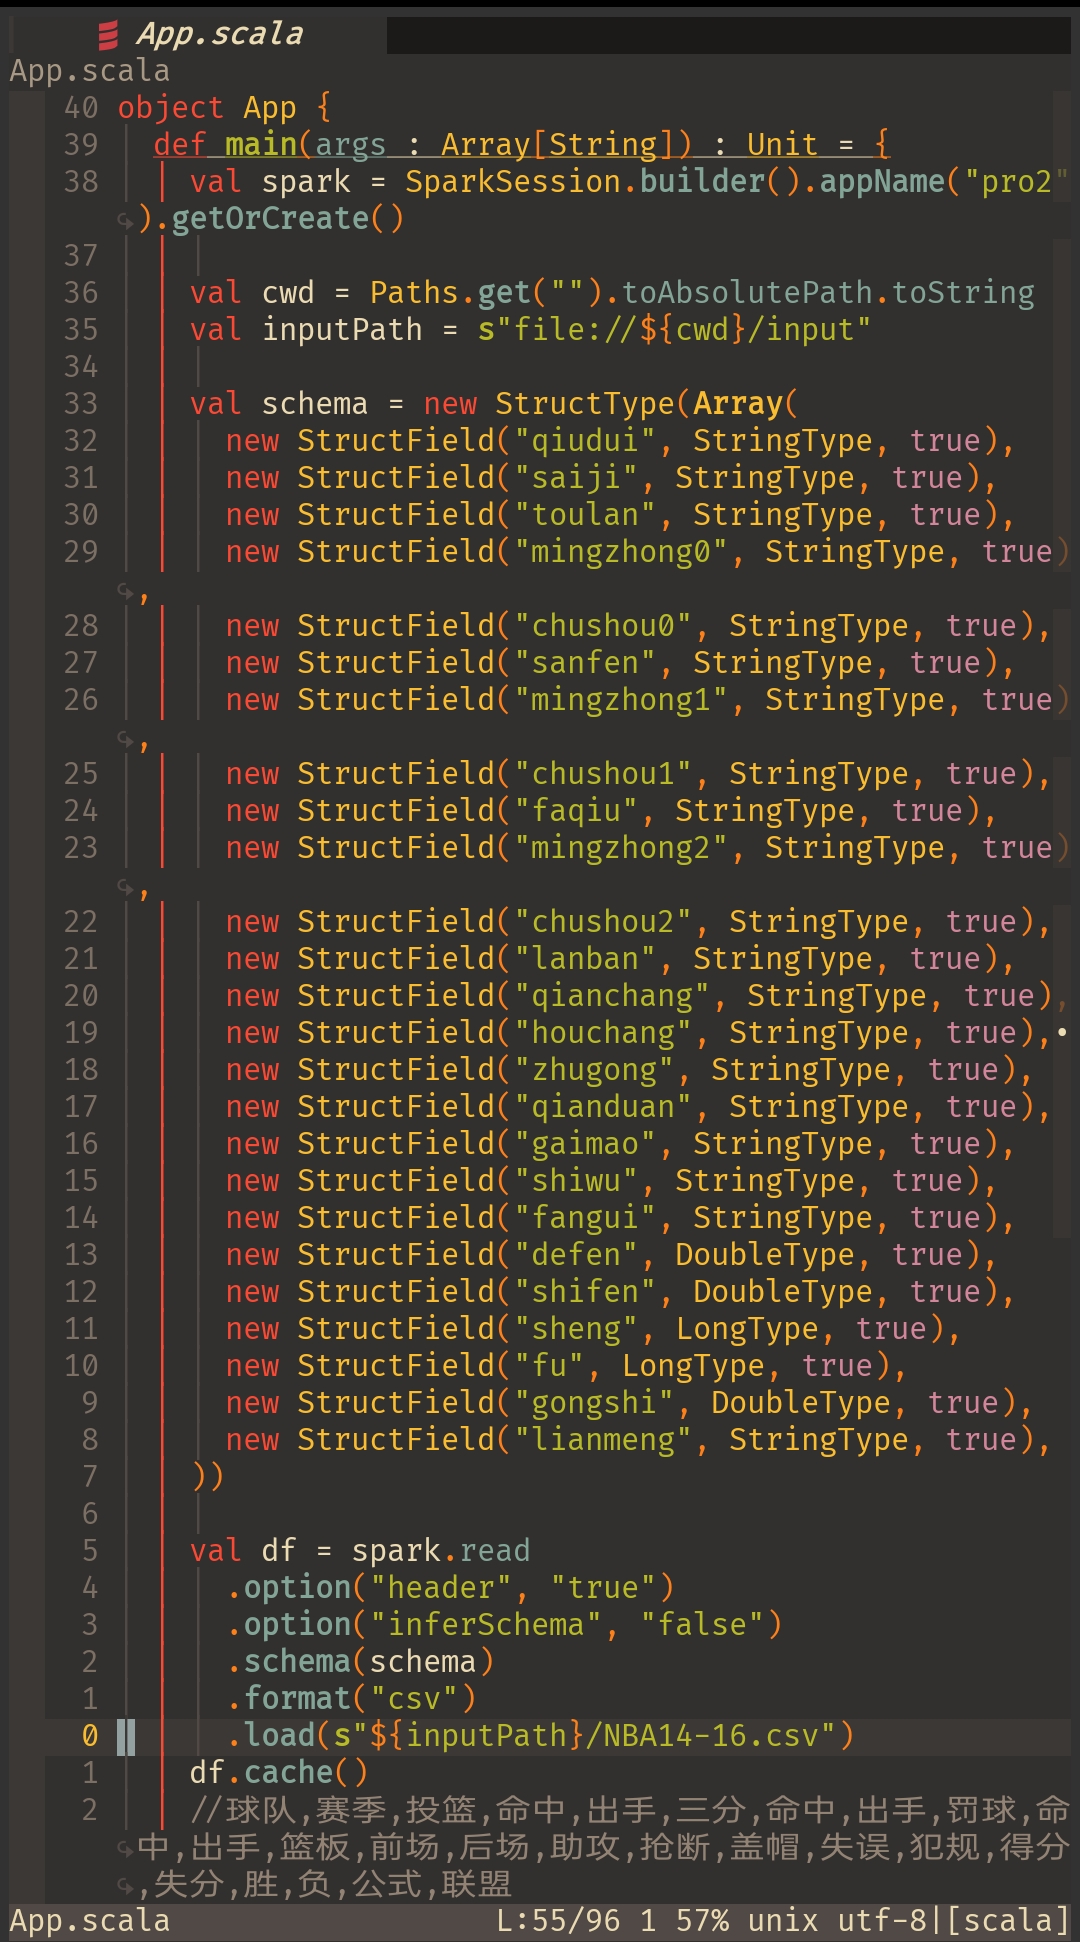 App.scala
App.scala
40 object App {
39 def main(args : Array[String]) : Unit = {
38 val spark = SparkSession.builder().appName("pro2"
).getOrCreate()
37
36 val cwd = Paths.get("").toAbsolutePath.toString
35 val inputPath = s"file://${cwd}/input"
34
33 val schema = new StructType(Array(
32 new StructField("qiudui", StringType, true),
31 new StructField("saiji", StringType, true),
30 new StructField("toulan", StringType, true),
29 new StructField("mingzhong0", StringType, true)
,
28 new StructField("chushou0", StringType, true),
27 new StructField("sanfen", StringType, true),
26 new StructField("mingzhong1", StringType, true)
,
25 new StructField("chushou1", StringType, true),
24 new StructField("faqiu", StringType, true),
23 new StructField("mingzhong2", StringType, true)
,
22 new StructField("chushou2", StringType, true),
21 new StructField("lanban", StringType, true),
20 new StructField("qianchang", StringType, true),
19 new StructField("houchang", StringType, true),•
18 new StructField("zhugong", StringType, true),
17 new StructField("qianduan", StringType, true),
16 new StructField("gaimao", StringType, true),
15 new StructField("shiwu", StringType, true),
14 new StructField("fangui", StringType, true),
13 new StructField("defen", DoubleType, true),
12 new StructField("shifen", DoubleType, true),
11 new StructField("sheng", LongType, true),
10 new StructField("fu", LongType, true),
9 new StructField("gongshi", DoubleType, true),
8 new StructField("lianmeng", StringType, true),
7 ))
6
5 val df = spark.read
4 .option("header", "true")
3 .option("inferSchema", "false")
2 .schema(schema)
1 .format("csv")
0 .load(s"${inputPath}/NBA14-16.csv")
1 df.cache()
2 //球队,赛季,投篮,命中,出手,三分,命中,出手,罚球,命
中,出手,篮板,前场,后场,助攻,抢断,盖帽,失误,犯规,得分
,失分,胜,负,公式,联盟
App.scala L:55/96 1 57% unix utf-8|[scala]